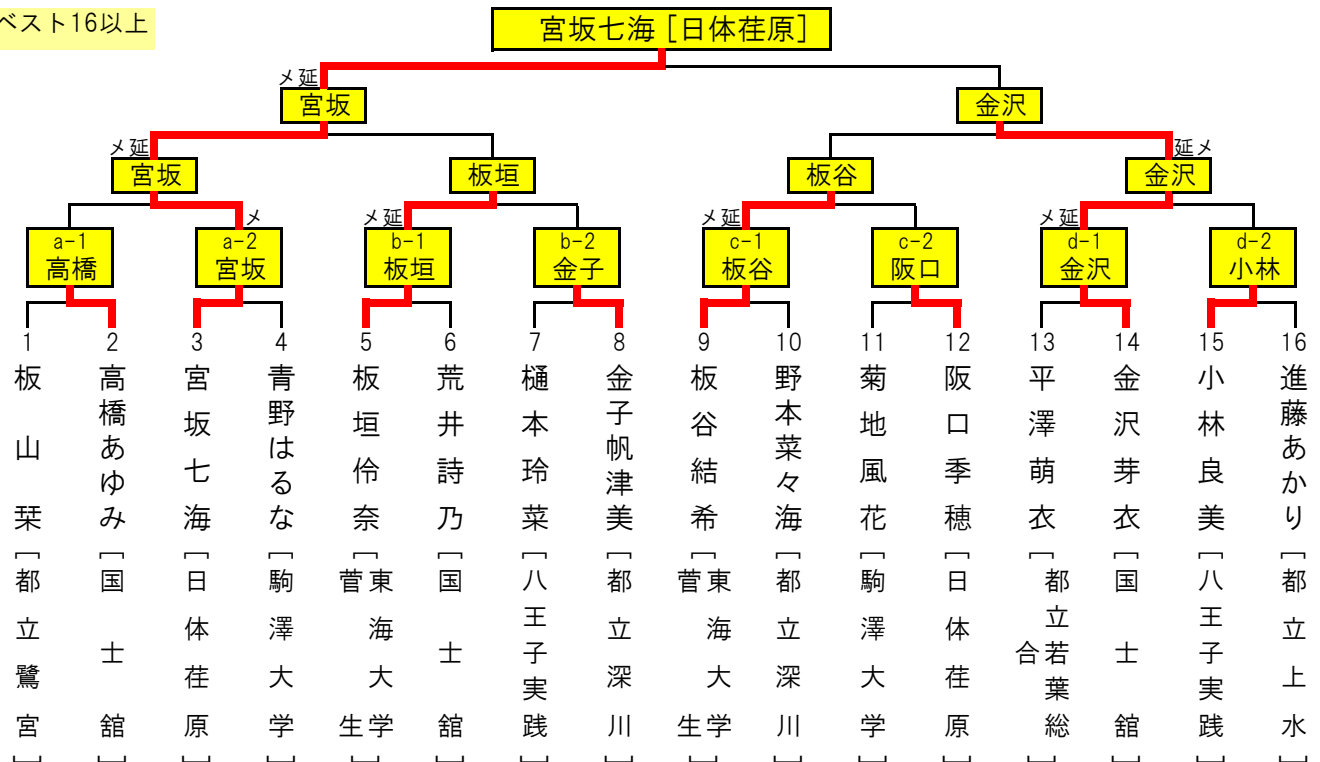 ベスト16以上
宮坂七海 [日体荏原]
メ延
宮坂
金沢
メ延
宮坂
板垣
板谷
延メ
金沢
メ
メ延
メ延
メ延
a-1
高橋
a-2
宮坂
b-1
板垣
b-2
金子
c-1
板谷
c-2
阪口
d-1
金沢
d-2
小林
1
板山栞[都立鷺宮]
2
高橋あゆみ[国士舘]
3
宮坂七海[日体荏原]
4
青野はるな[駒澤大学]
5
板垣伶奈[東海大学菅生]
6
荒井詩乃[国士舘]
7
樋本玲菜[八王子実践]
8
金子帆津美[都立深川]
9
板谷結希[東海大学菅生]
10
野本菜々海[都立深川]
11
菊地風花[駒澤大学]
12
阪口季穂[日体荏原]
13
平澤萌衣[都立若葉総合]
14
金沢芽衣[国士舘]
15
小林良美[八王子実践]
16
進藤あかり[都立上水]